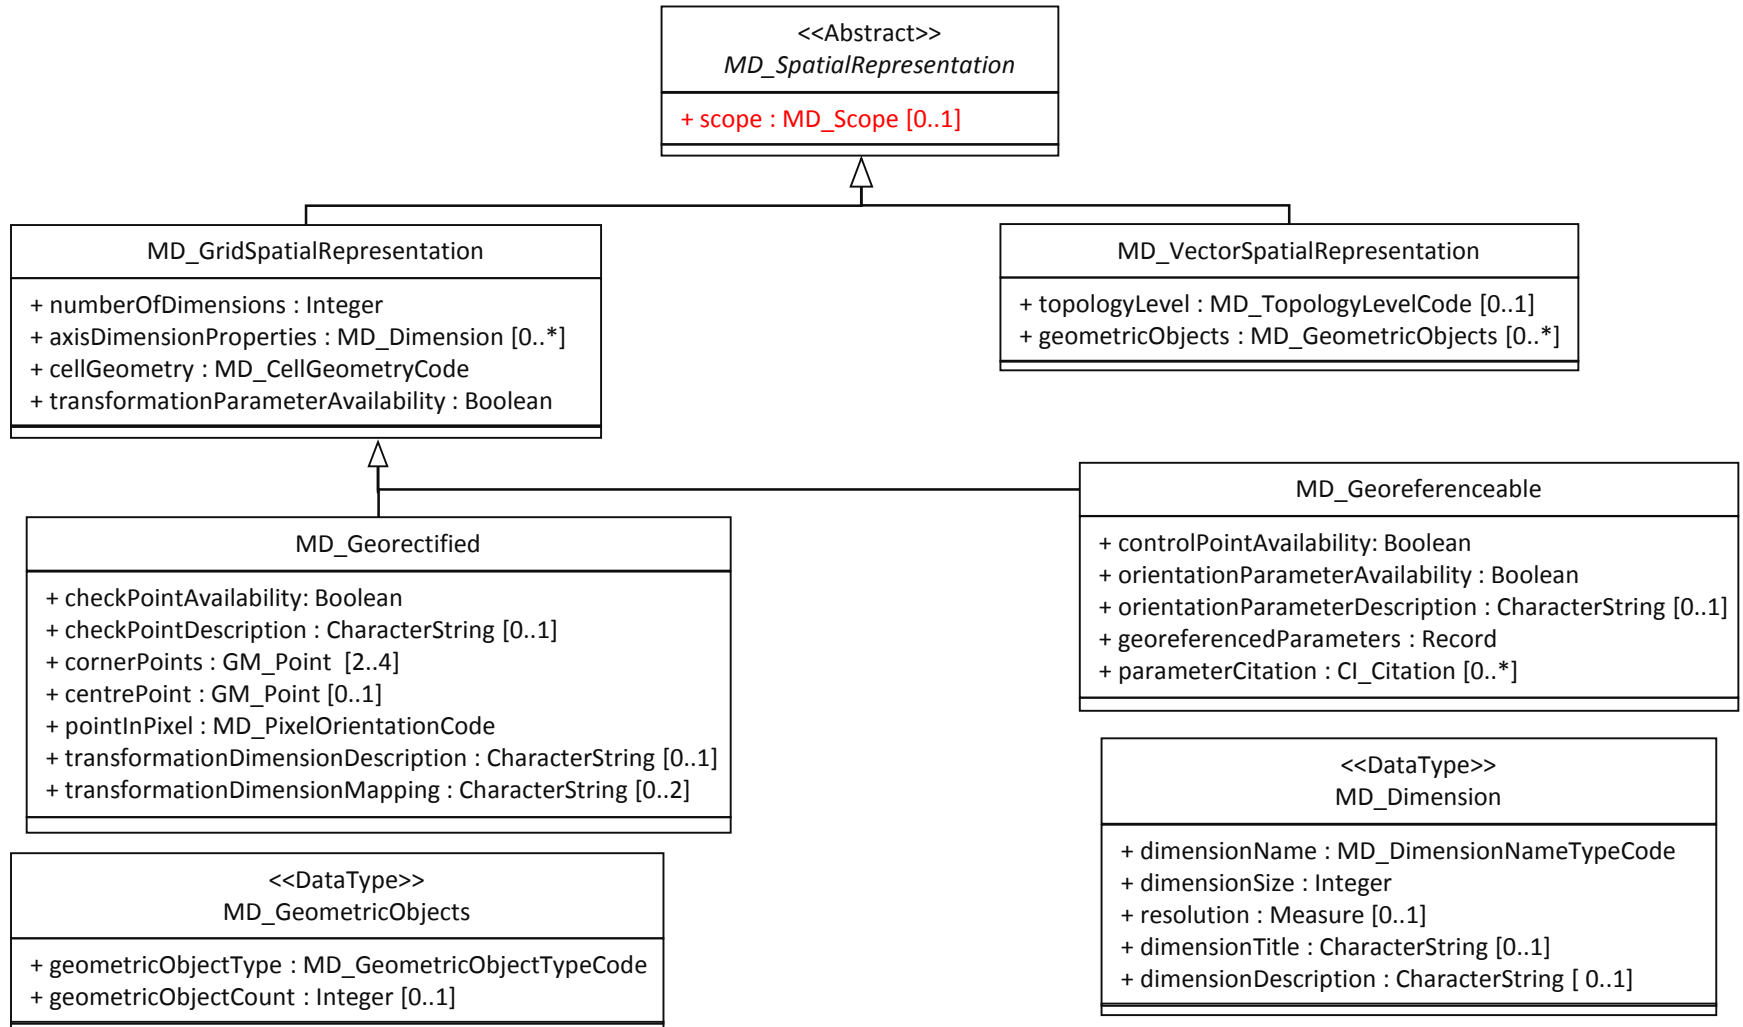 <<Abstract>>
MD_SpatialRepresentation
+ scope : MD_Scope [0..1]
MD_GridSpatialRepresentation
+ numberOfDimensions : Integer
+ axisDimensionProperties : MD_Dimension [0..*]
+ cellGeometry : MD_CellGeometryCode
+ transformationParameterAvailability : Boolean
MD_VectorSpatialRepresentation
+ topologyLevel : MD_TopologyLevelCode [0..1]
+ geometricObjects : MD_GeometricObjects [0..*]
MD_Georectified
+ checkPointAvailability: Boolean
+ checkPointDescription : CharacterString [0..1]
+ cornerPoints : GM_Point  [2..4]
+ centrePoint : GM_Point [0..1]
+ pointInPixel : MD_PixelOrientationCode
+ transformationDimensionDescription : CharacterString [0..1]
+ transformationDimensionMapping : CharacterString [0..2]
MD_Georeferenceable
+ controlPointAvailability: Boolean
+ orientationParameterAvailability : Boolean
+ orientationParameterDescription : CharacterString [0..1]
+ georeferencedParameters : Record
+ parameterCitation : CI_Citation [0..*]
<<DataType>>
MD_GeometricObjects
+ geometricObjectType : MD_GeometricObjectTypeCode
+ geometricObjectCount : Integer [0..1]
<<DataType>>
MD_Dimension
+ dimensionName : MD_DimensionNameTypeCode
+ dimensionSize : Integer
+ resolution : Measure [0..1]
+ dimensionTitle : CharacterString [0..1]
+ dimensionDescription : CharacterString [ 0..1]